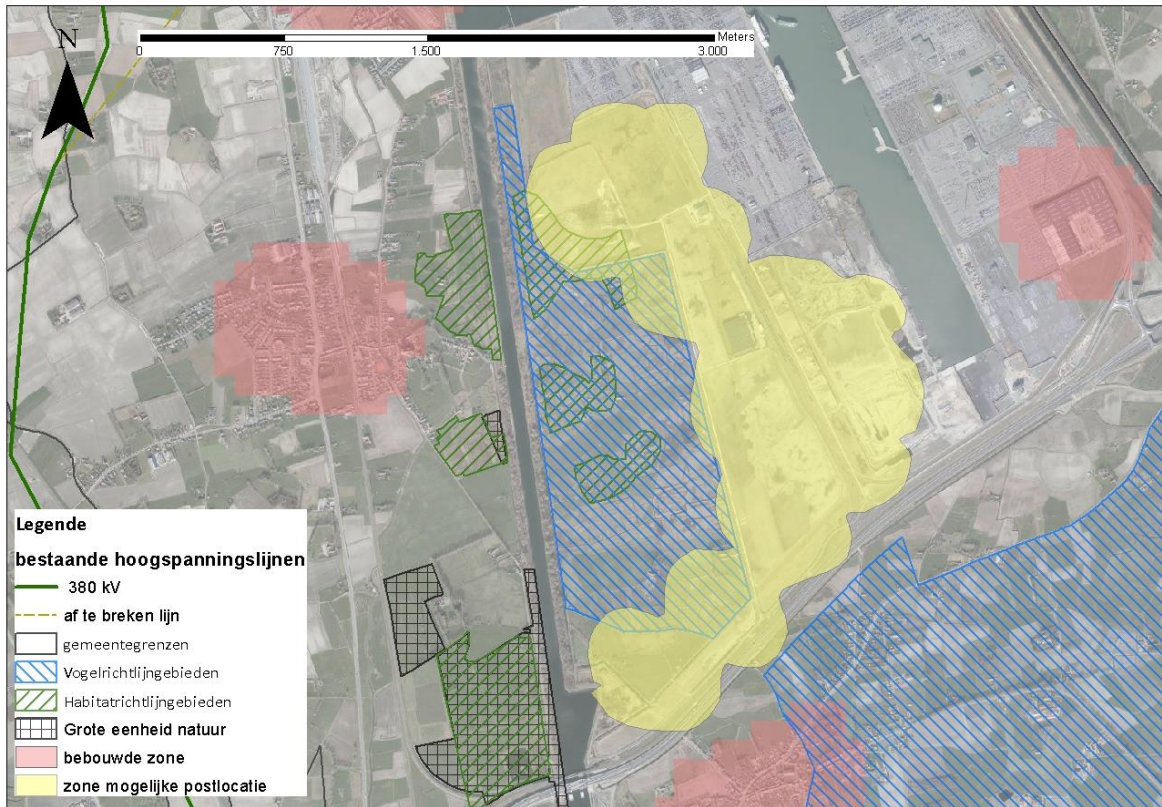 N
Meters
0 750 1.500 3.000
Legende
bestaande hoogspanningslijnen
380 kV
af te breken lijn
gemeentegrenzen
Vogelrichtlijngebieden
Habitatrichtlijngebieden
Grote eenheid natuur
bebouwde zone
zone mogelijke postlocatie